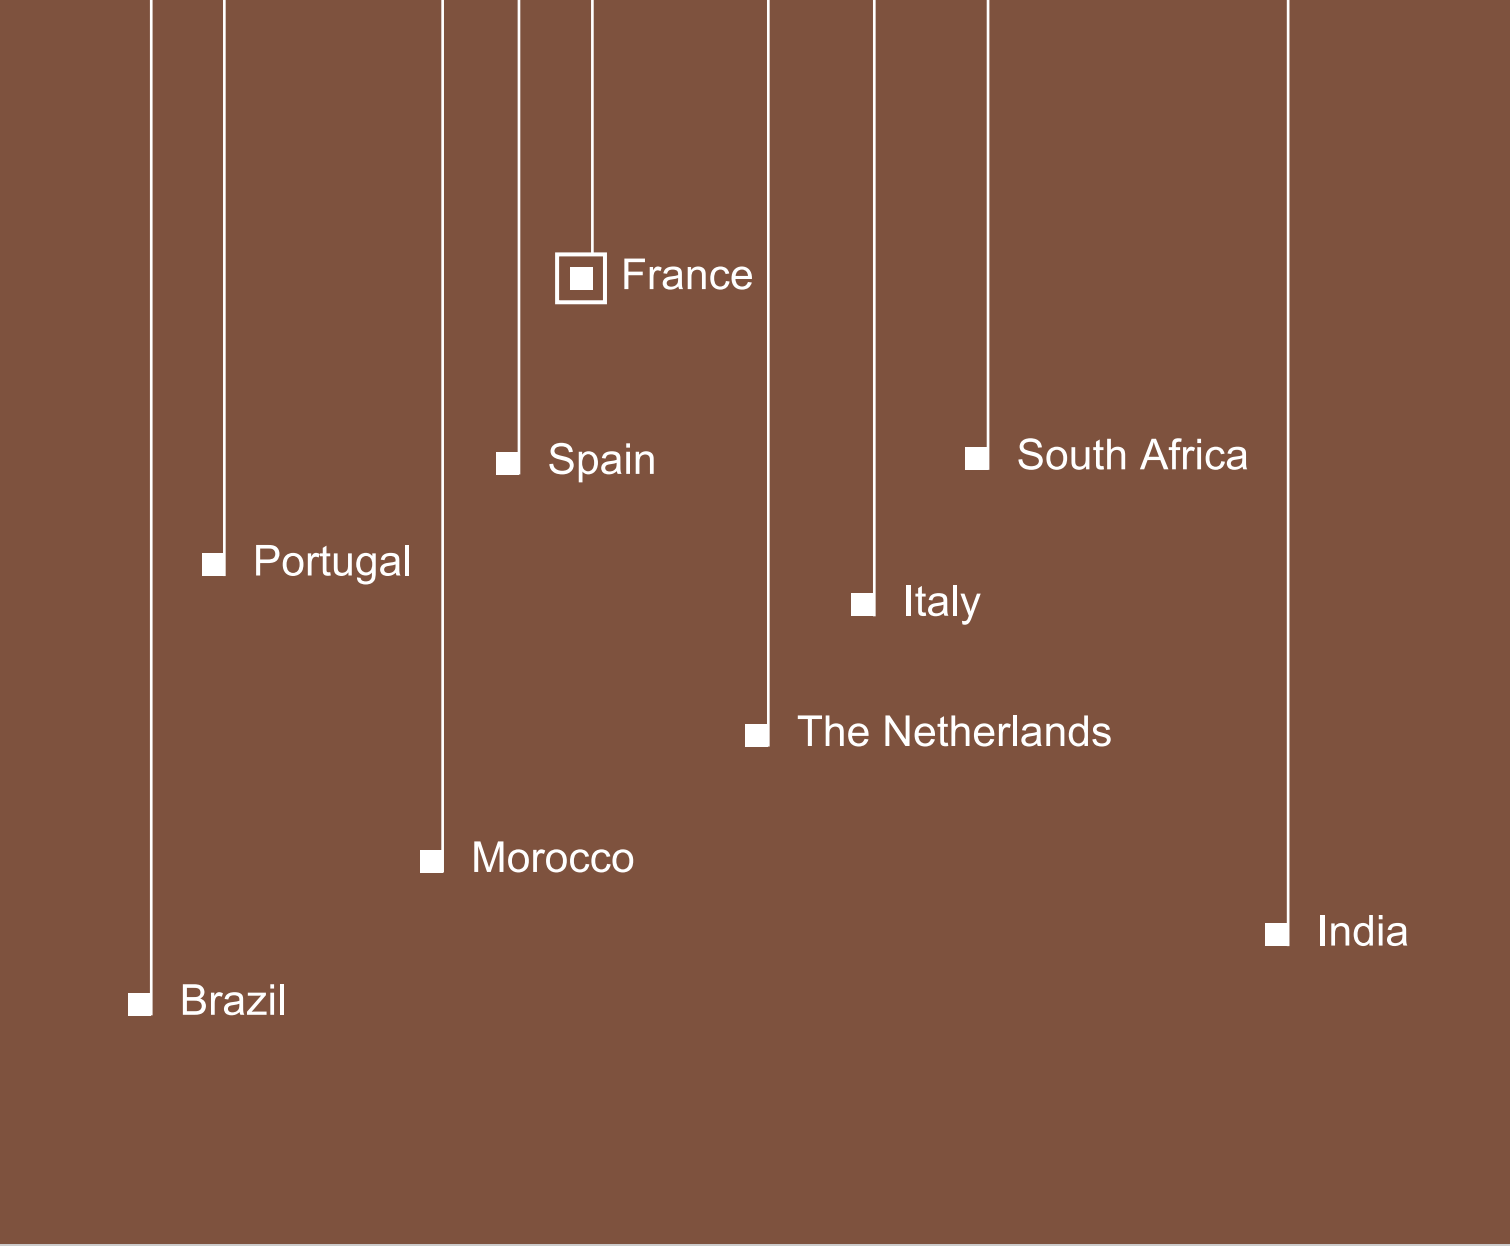 France
Spain
South Africa
Portugal
Italy
The Netherlands
Morocco
India
Brazil